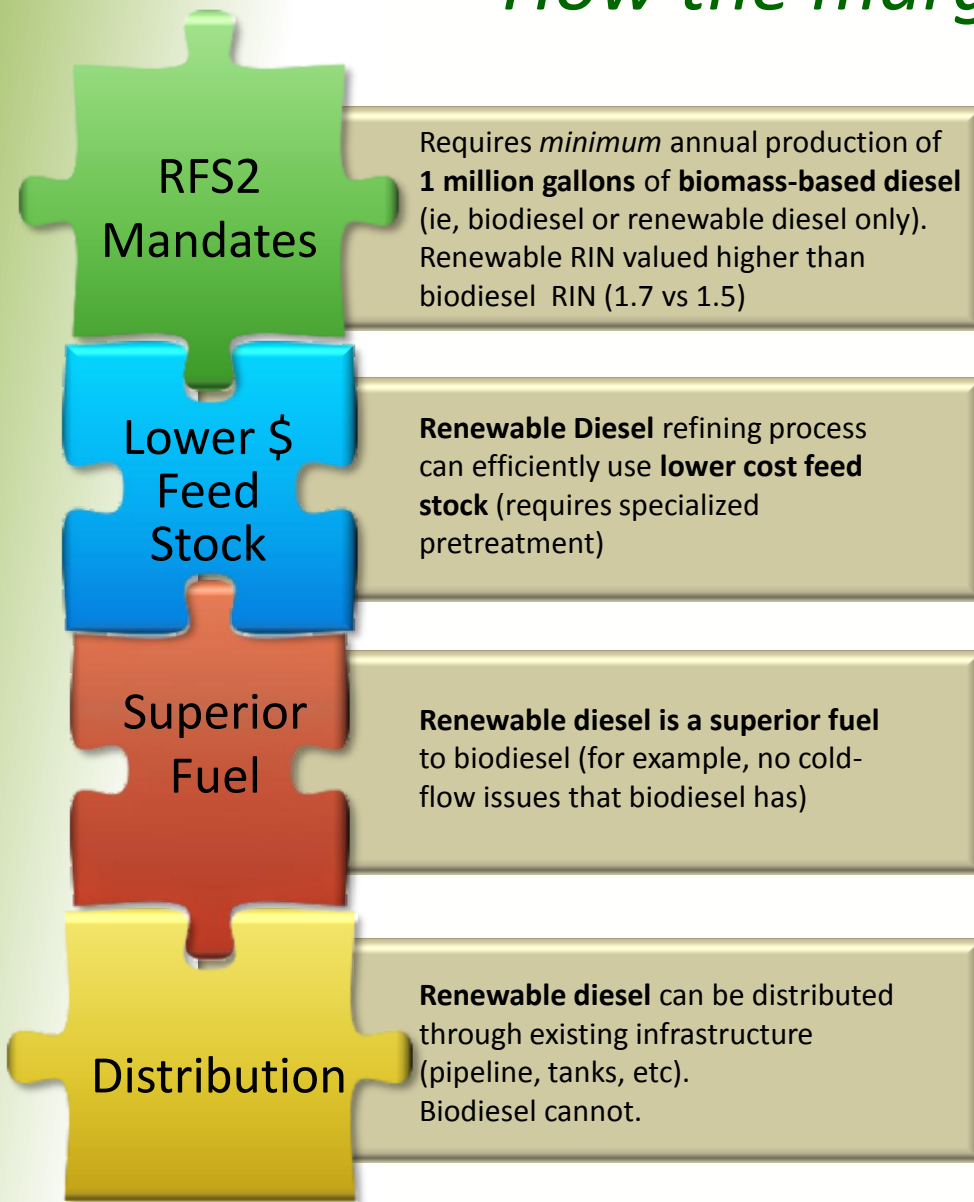 How the marg
RFS2
Mandates
Requires minimum annual production of
1 million gallons of biomass-based diesel
(ie, biodiesel or renewable diesel only).
Renewable RIN valued higher than
biodiesel RIN (1.7 vs 1.5)
Lower $
Feed
Stock
Renewable Diesel refining process
can efficiently use lower cost feed
stock (requires specialized
pretreatment)
Superior
Fuel
Renewable diesel is a superior fuel
to biodiesel (for example, no cold-
flow issues that biodiesel has)
Distribution
Renewable diesel can be distributed
through existing infrastructure
(pipeline, tanks, etc).
Biodiesel cannot.